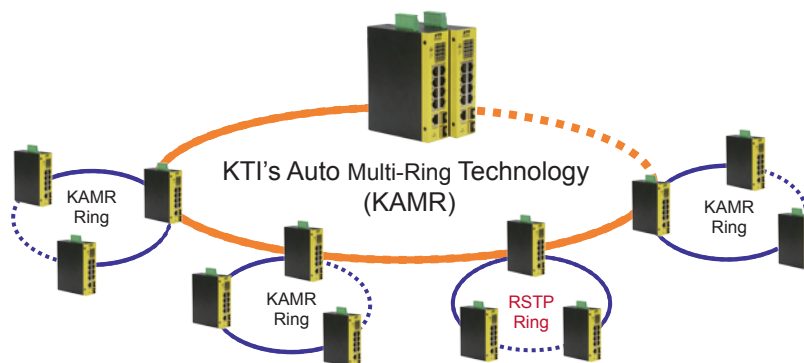 KTI's Auto Multi-Ring Technology
(KAMR)
KAMR
Ring
KAMR
Ring
KAMR
Ring
RSTP
Ring